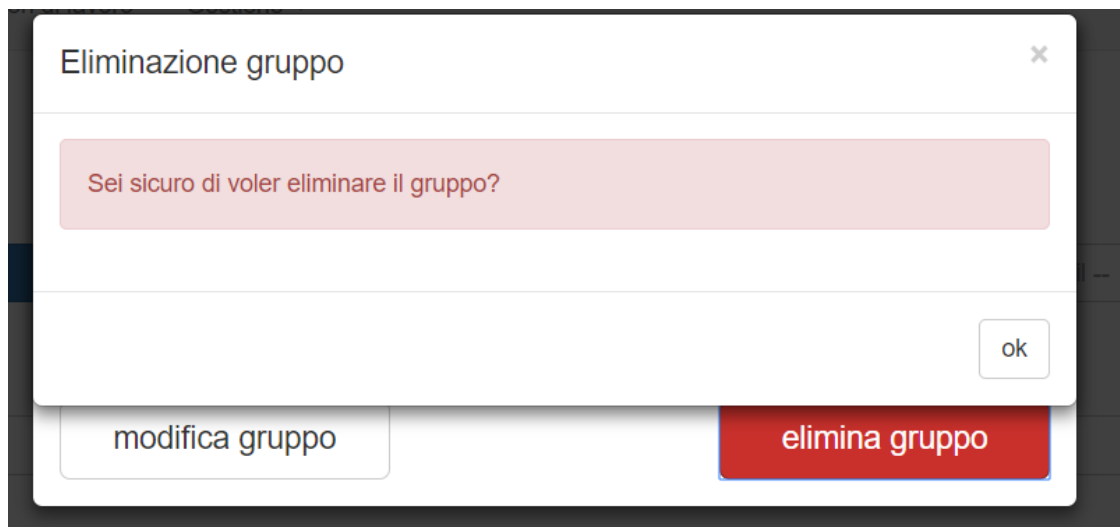 Eliminazione gruppo
×
Sei sicuro di voler eliminare il gruppo?
ok
modifica gruppo
elimina gruppo